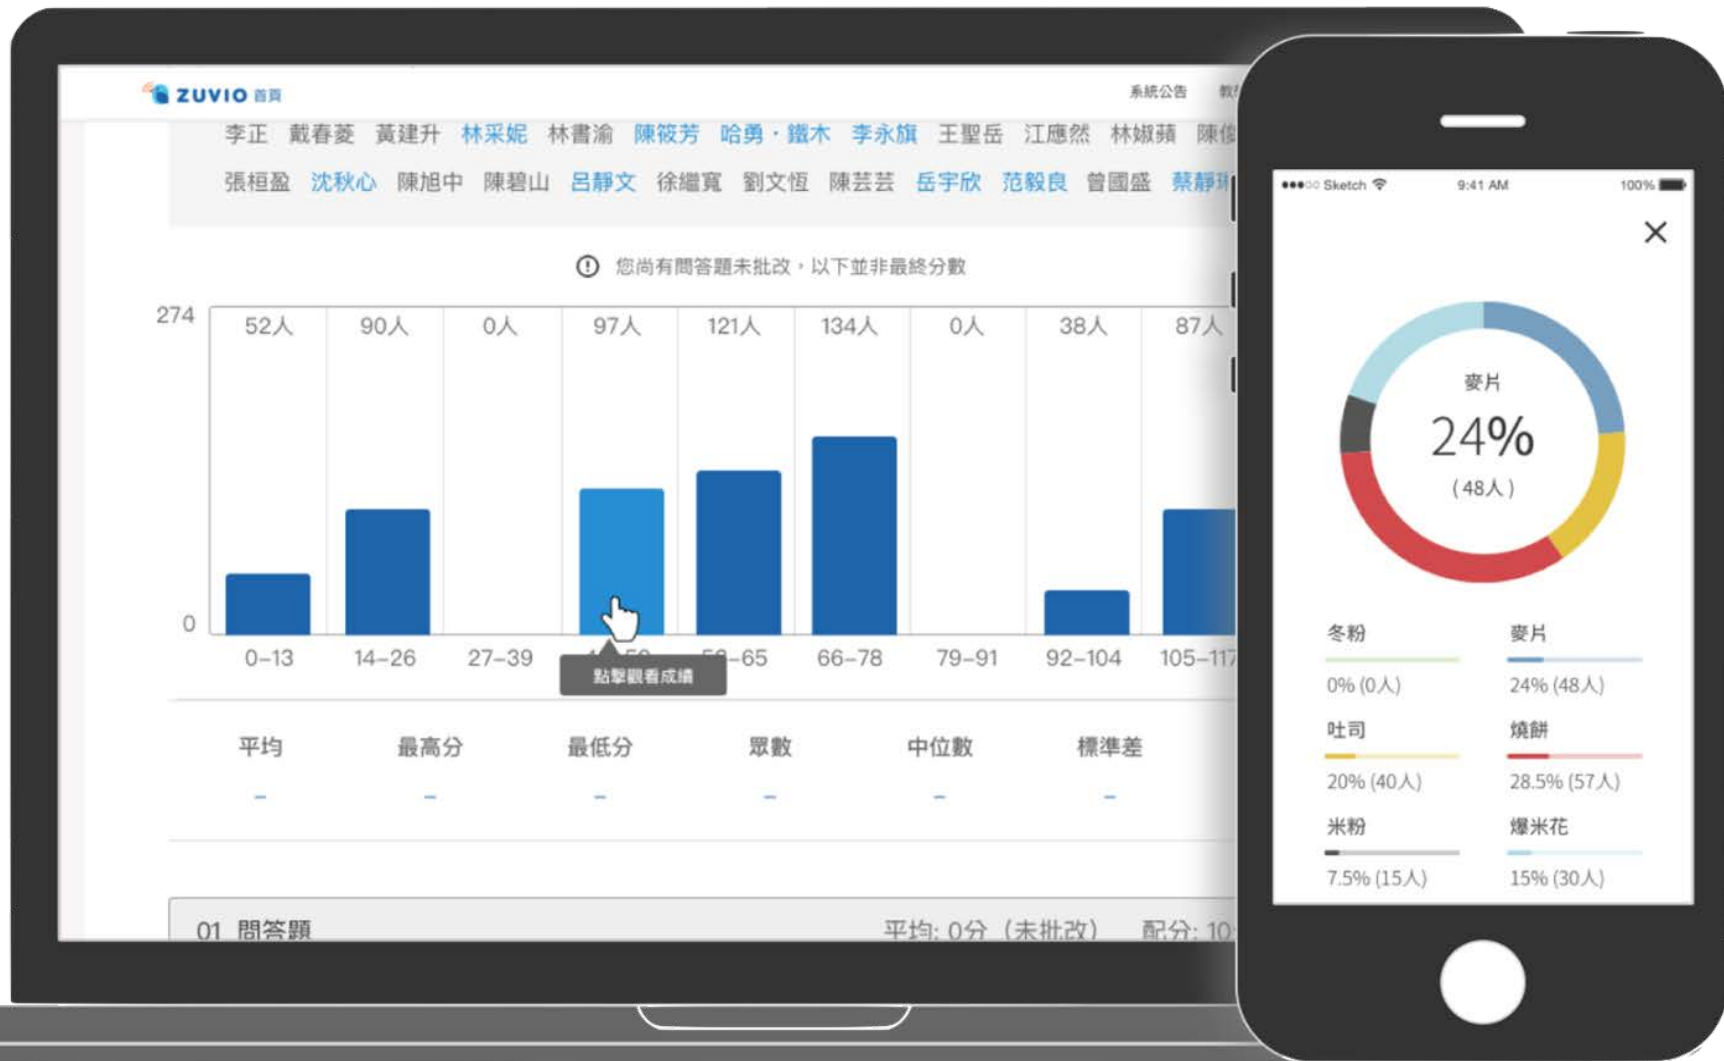 ZUVIO 首頁
系統公告
李正 戴春菱 黃建升 林采妮 林書渝 陳筱芳 哈勇・鐵木 李永旗 王聖岳 江應然 林婌蘋
張桓盈 沈秋心 陳旭中 陳碧山 呂靜文 徐繼寬 劉文恆 陳芸芸 岳宇欣 范毅良 曾國盛 蔡靜
您尚有問答題未批改，以下並非最終分數
274
52人 90人 0人 97人 121人 134人 0人 38人 87人
0
0–13 14–26 27–39 –65 66–78 79–91 92–104 105–117
點擊觀看成績
平均 最高分 最低分 眾數 中位數 標準差
– – – – – –
01 問答題 平均: 0分（未批改） 配分: 10
Sketch 9:41 AM 100%
麥片
24%
(48人)
冬粉 麥片
0% (0人) 24% (48人)
吐司 燒餅
20% (40人) 28.5% (57人)
米粉 爆米花
7.5% (15人) 15% (30人)